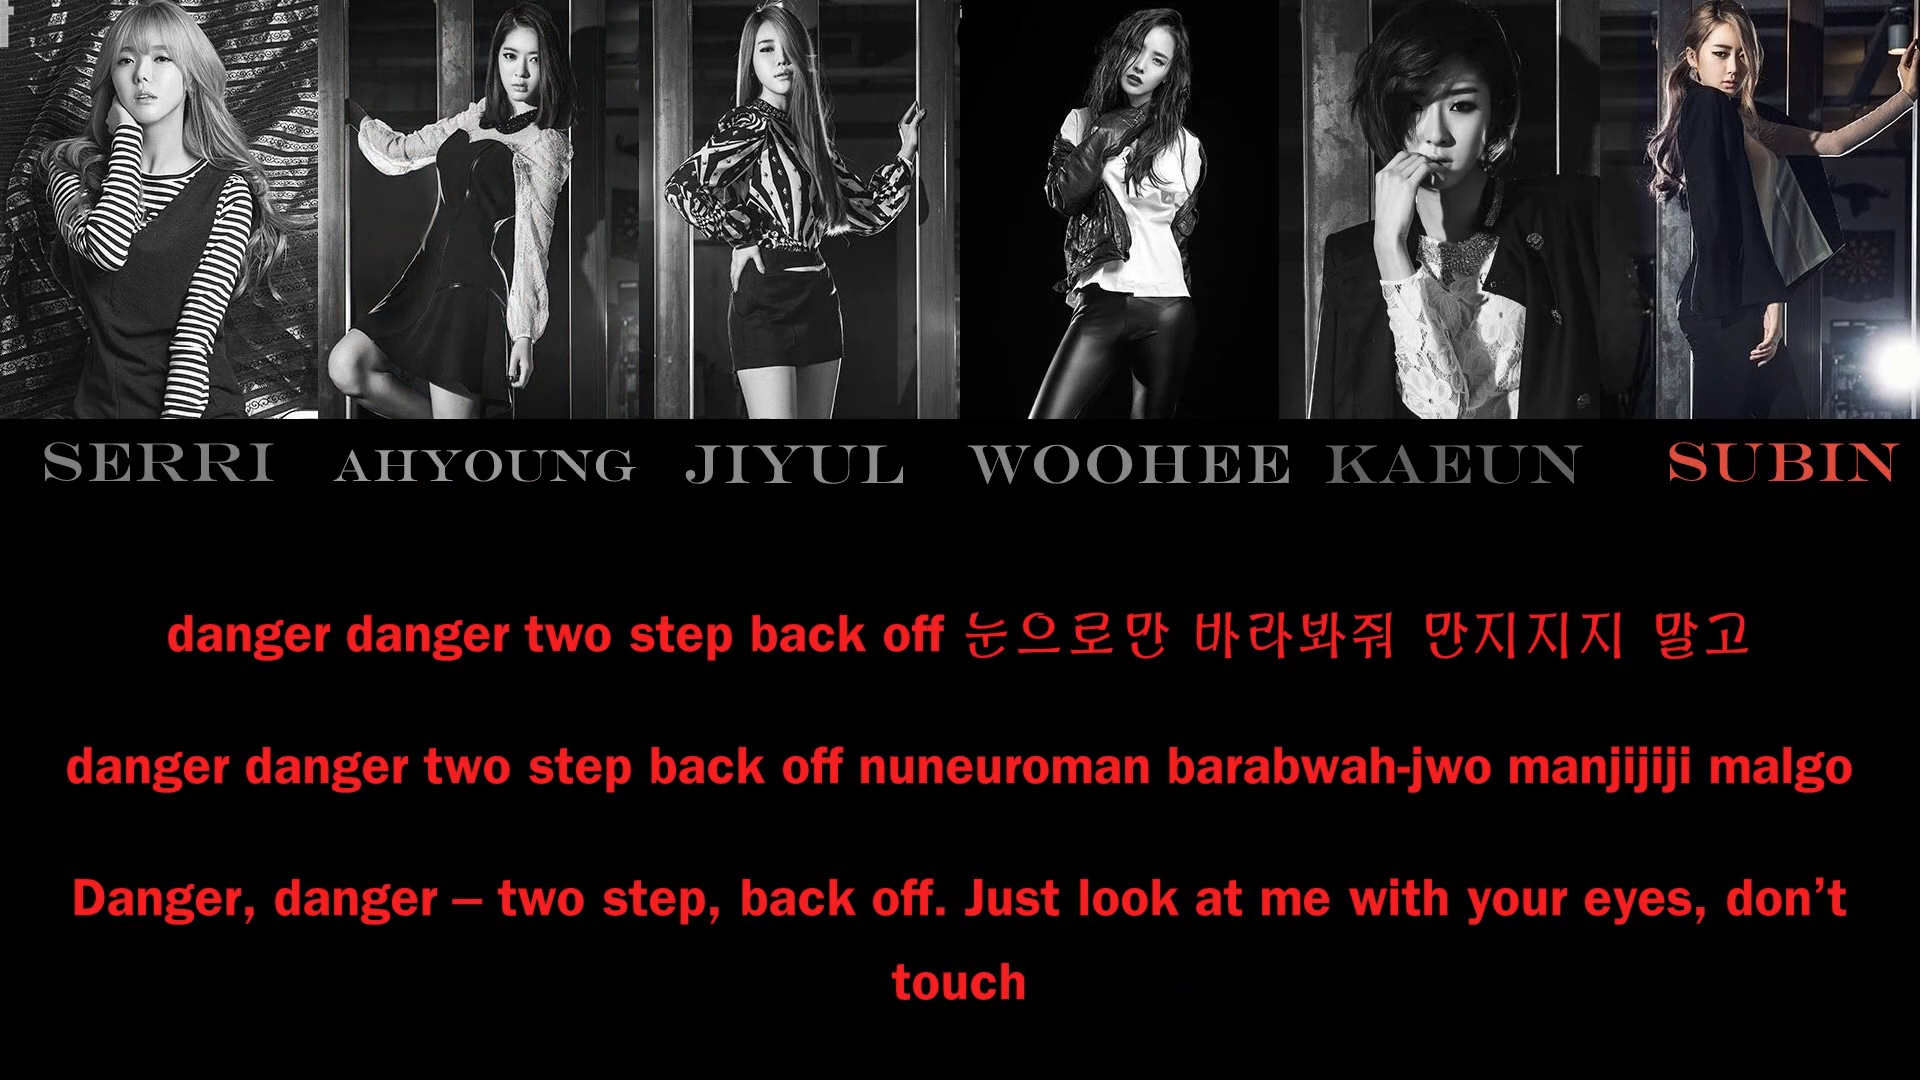 SERRI AHYOUNG JIYUL WOOHEE KAEUN SUBIN
danger danger two step back off 눈으로만 바라봐줘 만지지지 말고
danger danger two step back off nuneuroman barabwah-jwo manjijiji malgo
Danger, danger – two step, back off. Just look at me with your eyes, don’t
touch